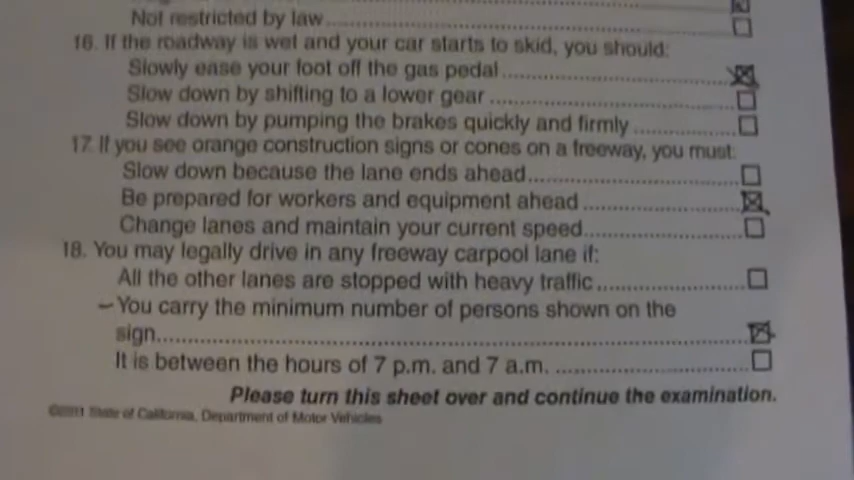 Not restricted by law
16. If the roadway is wet and your car starts to skid, you should:
Slowly ease your foot off the gas pedal
Slow down by shifting to a lower gear
Slow down by pumping the brakes quickly and firmly
17. If you see orange construction signs or cones on a freeway, you must:
Slow down because the lane ends ahead
Be prepared for workers and equipment ahead
Change lanes and maintain your current speed
18. You may legally drive in any freeway carpool lane if:
All the other lanes are stopped with heavy traffic
You carry the minimum number of persons shown on the
sign
It is between the hours of 7 p.m. and 7 a.m.
Please turn this sheet over and continue the examination.
State of California, Department of Motor Vehicles